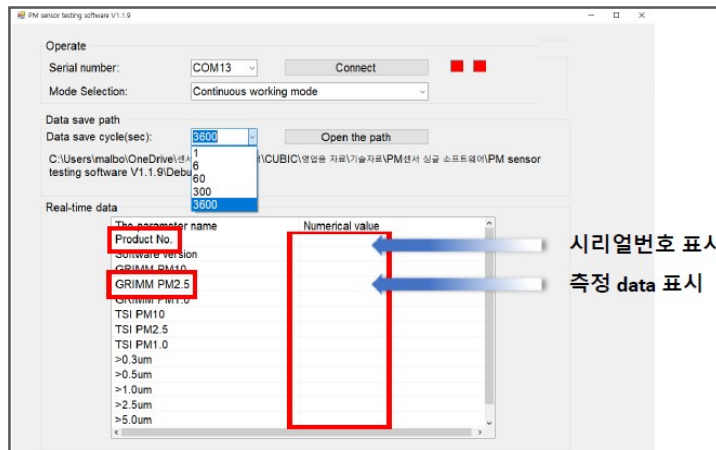 PM sensor testing software V1.1.9
Operate
Serial number: COM13 Connect
Mode Selection: Continuous working mode
Data save path
Data save cycle(sec): 3600 Open the path
C:\Users\malbo\OneDrive\센 \CUBIC\영업용 자료\기술자료\PM센서 싱글 소프트웨어\PM sensor
testing software V1.1.9\Debu
1
6
60
300
3600
Real-time data
The parameter name Numerical value
Product No.
Software version
GRIMM PM10
GRIMM PM2.5
GRIMM PM1.0
TSI PM10
TSI PM2.5
TSI PM1.0
>0.3um
>0.5um
>1.0um
>2.5um
>5.0um
시리얼번호 표시
측정 data 표시